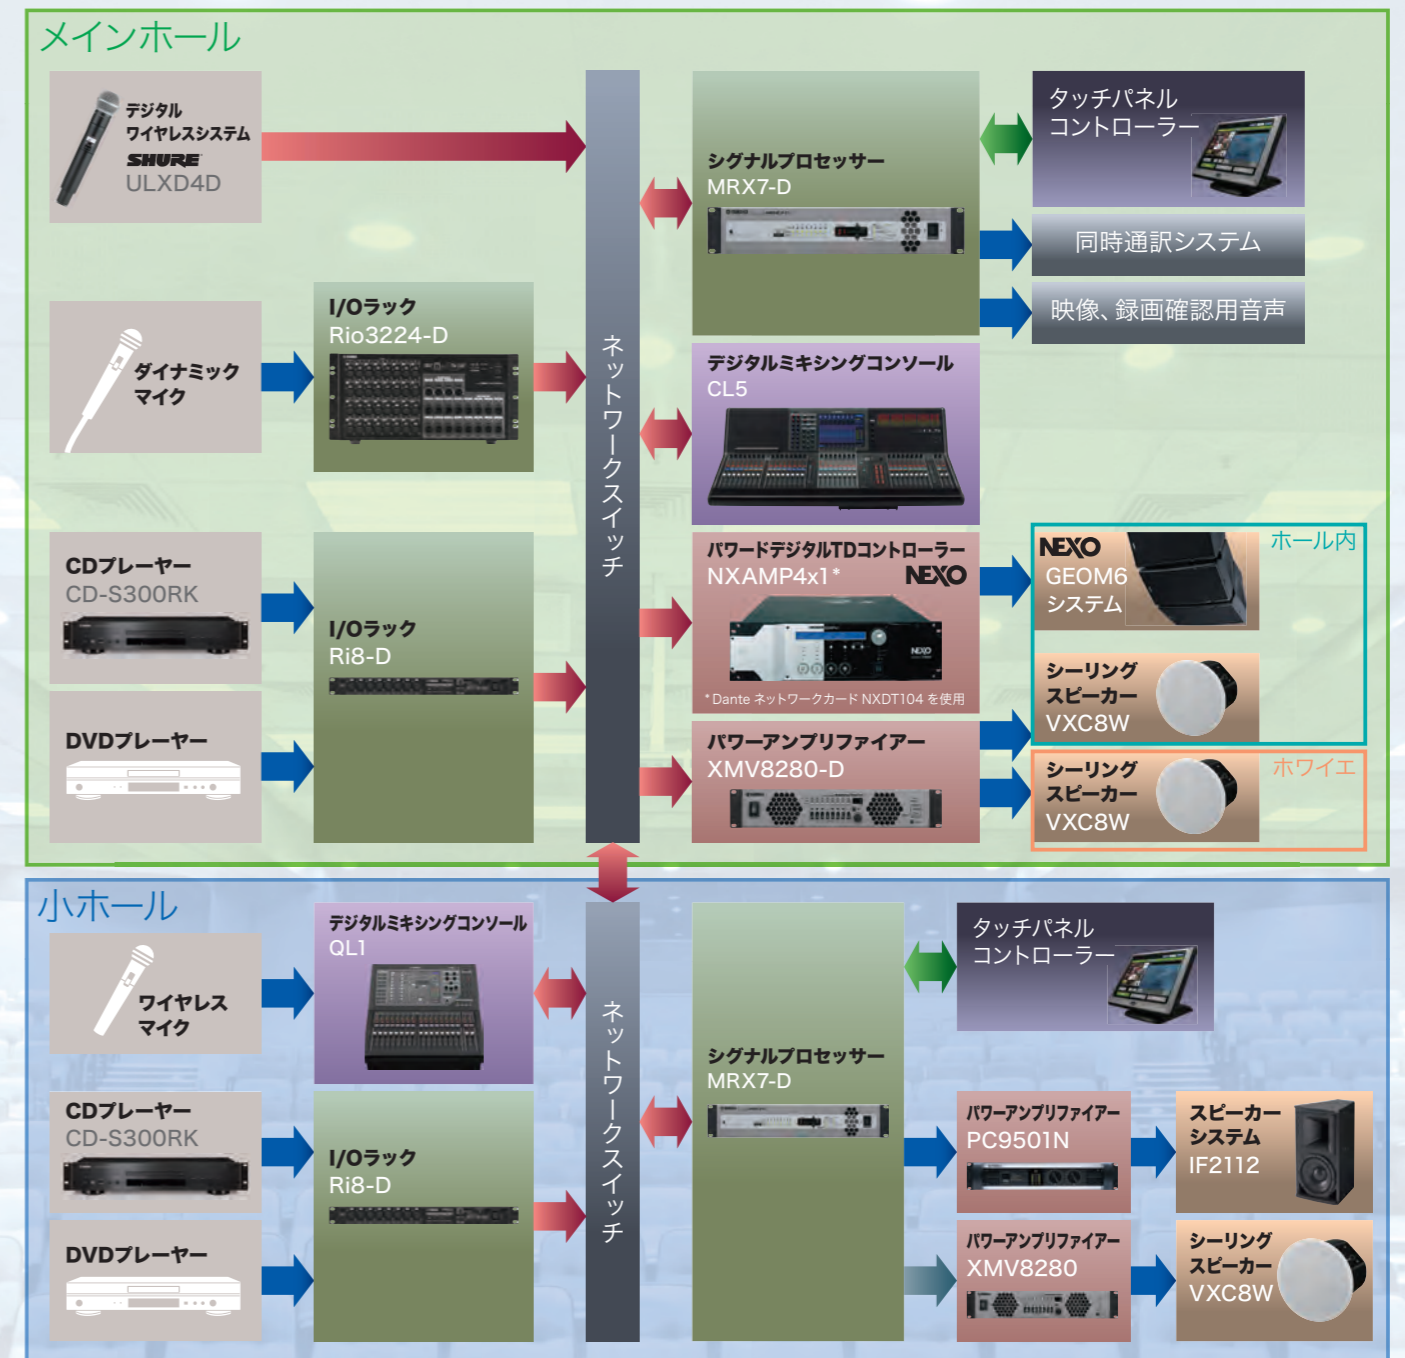 メインホール
デジタル
ワイヤレスシステム
SHURE
ULXD4D
ダイナミック
マイク
I/Oラック
Rio3224-D
CDプレーヤー
CD-S300RK
DVDプレーヤー
I/Oラック
Ri8-D
ネットワークスイッチ
シグナルプロセッサー
MRX7-D
タッチパネル
コントローラー
同時通訳システム
映像、録画確認用音声
デジタルミキシングコンソール
CL5
パワードデジタルTDコントローラー
NXAMP4x1* NEXO
*Dante ネットワークカード NXDT104 を使用
パワーアンプリファイアー
XMV8280-D
ホール内
NEXO
GEOM6
システム
シーリング
スピーカー
VXC8W
ホワイエ
シーリング
スピーカー
VXC8W
小ホール
ワイヤレス
マイク
デジタルミキシングコンソール
QL1
CDプレーヤー
CD-S300RK
DVDプレーヤー
I/Oラック
Ri8-D
ネットワークスイッチ
シグナルプロセッサー
MRX7-D
タッチパネル
コントローラー
パワーアンプリファイアー
PC9501N
スピーカー
システム
IF2112
パワーアンプリファイアー
XMV8280
シーリング
スピーカー
VXC8W